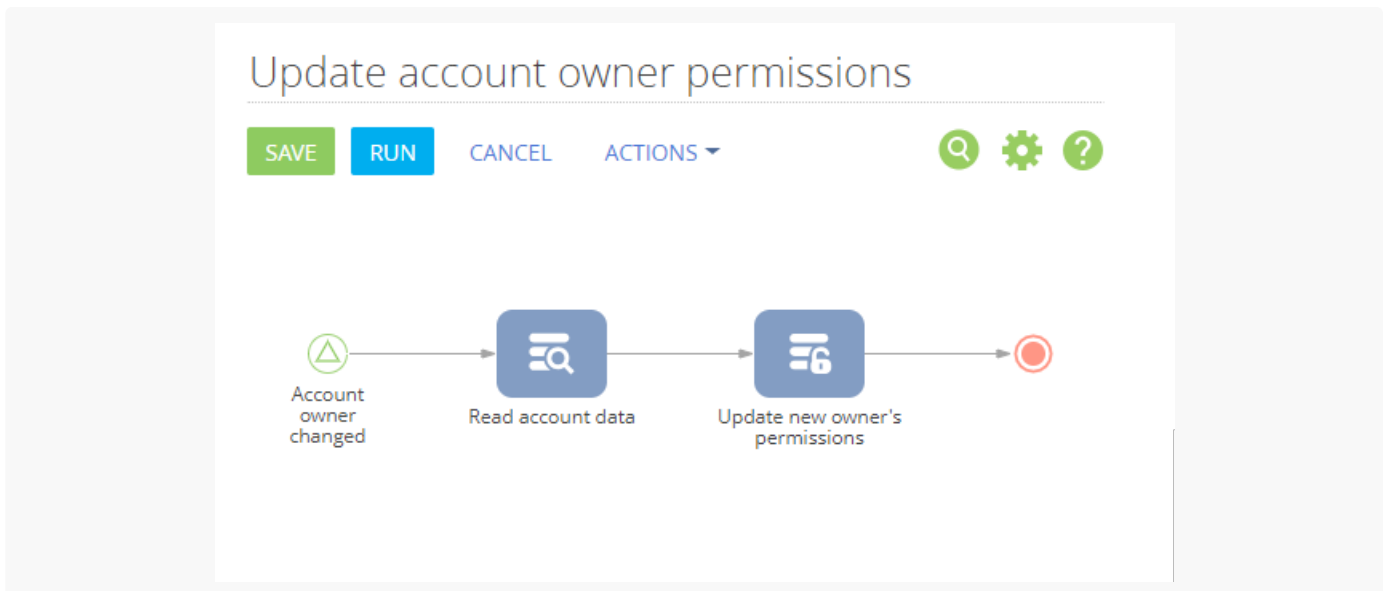 Update account owner permissions
SAVE
RUN
CANCEL
ACTIONS
?
Account
owner
changed
Read account data
Update new owner's
permissions